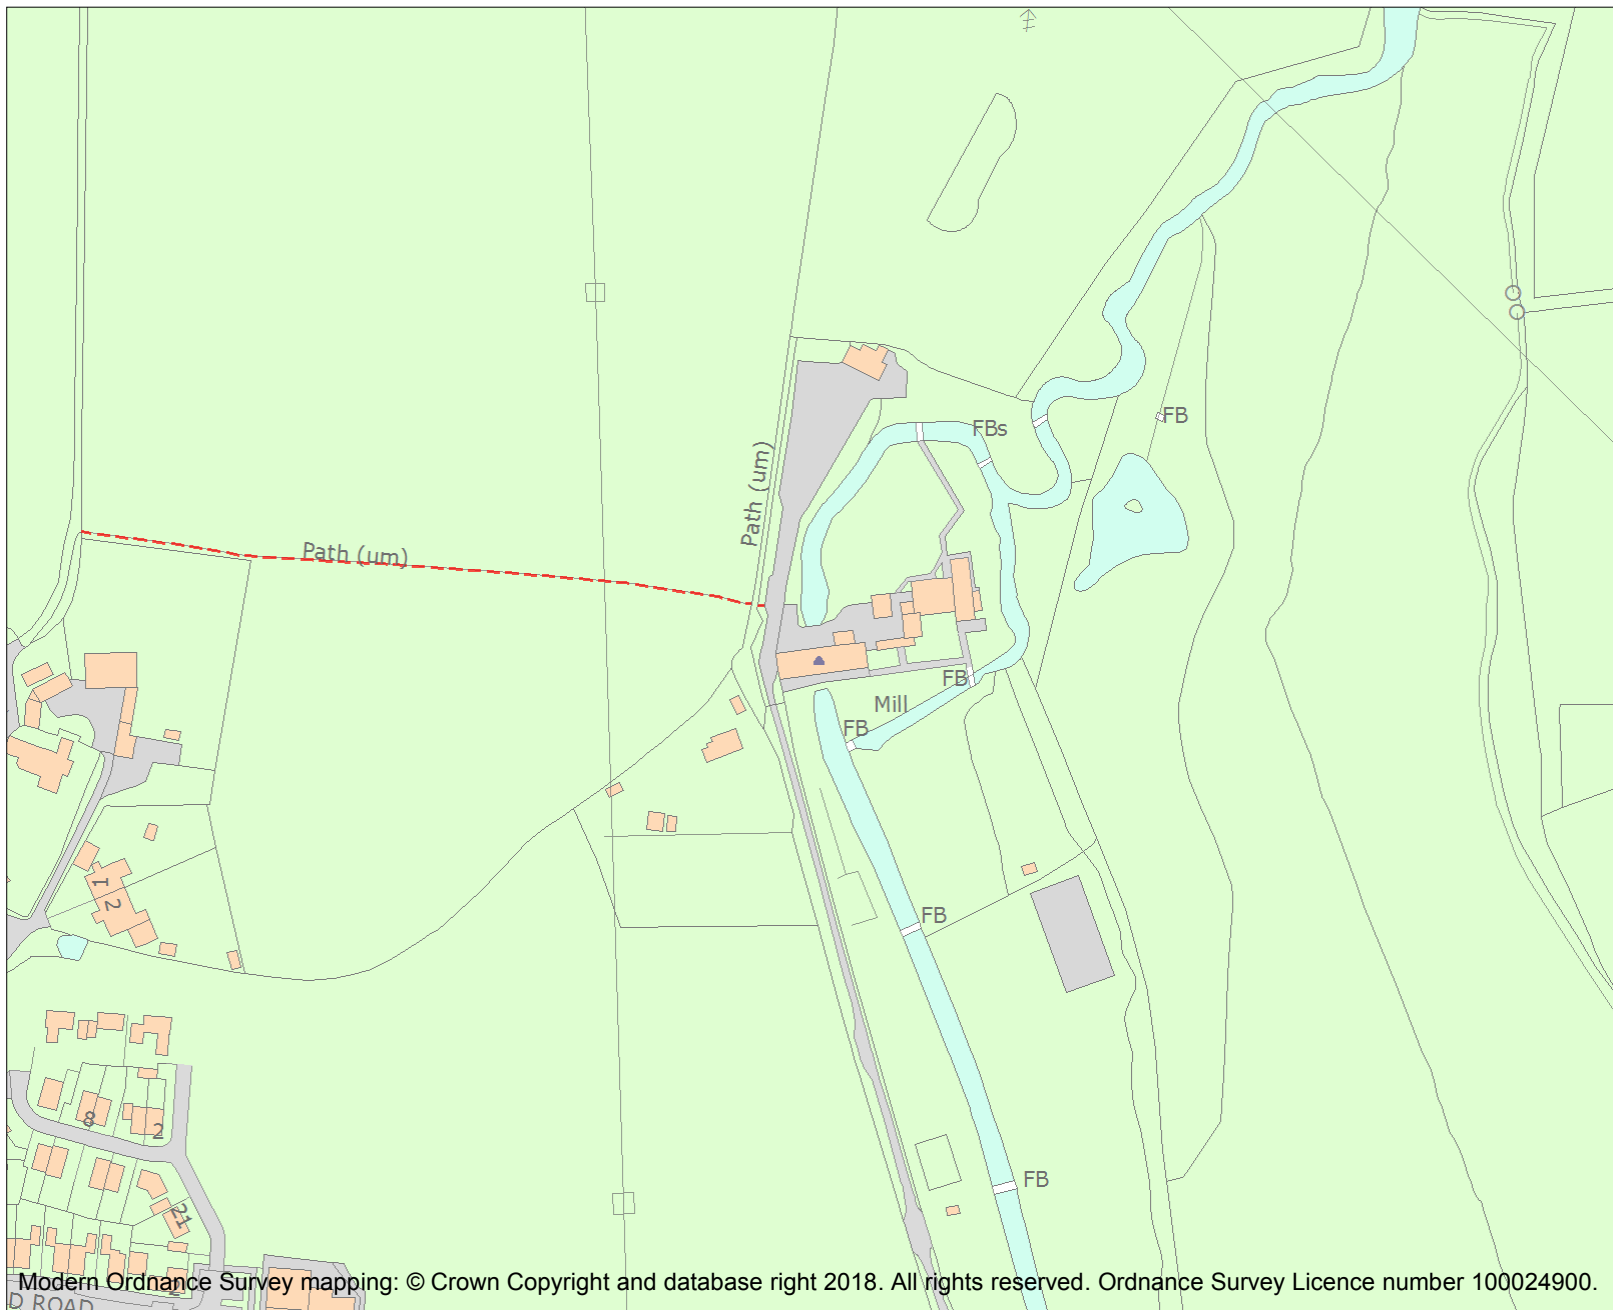 FBs
FB
Path (um)
Path (um)
FB
Mill
FB
1
2
FB
8
2
FB
21
2
Modern Ordnance Survey mapping: © Crown Copyright and database right 2018. All rights reserved. Ordnance Survey Licence number 100024900.
D ROAD